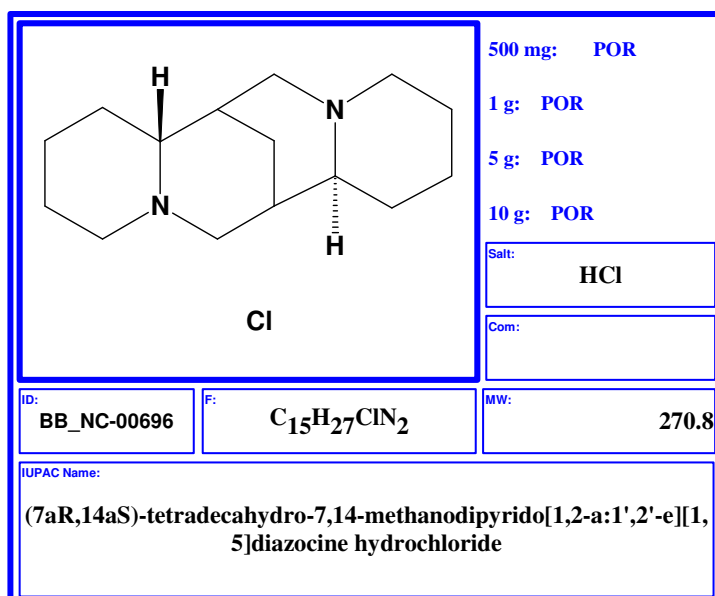 H
N
N
H
Cl
500 mg: POR
1 g: POR
5 g: POR
10 g: POR
Salt:
HCl
Com:
ID:
BB_NC-00696
F:
C15H27ClN2
MW:
270.8
IUPAC Name:
(7aR,14aS)-tetradecahydro-7,14-methanodipyrido[1,2-a:1',2'-e][1,
5]diazocine hydrochloride